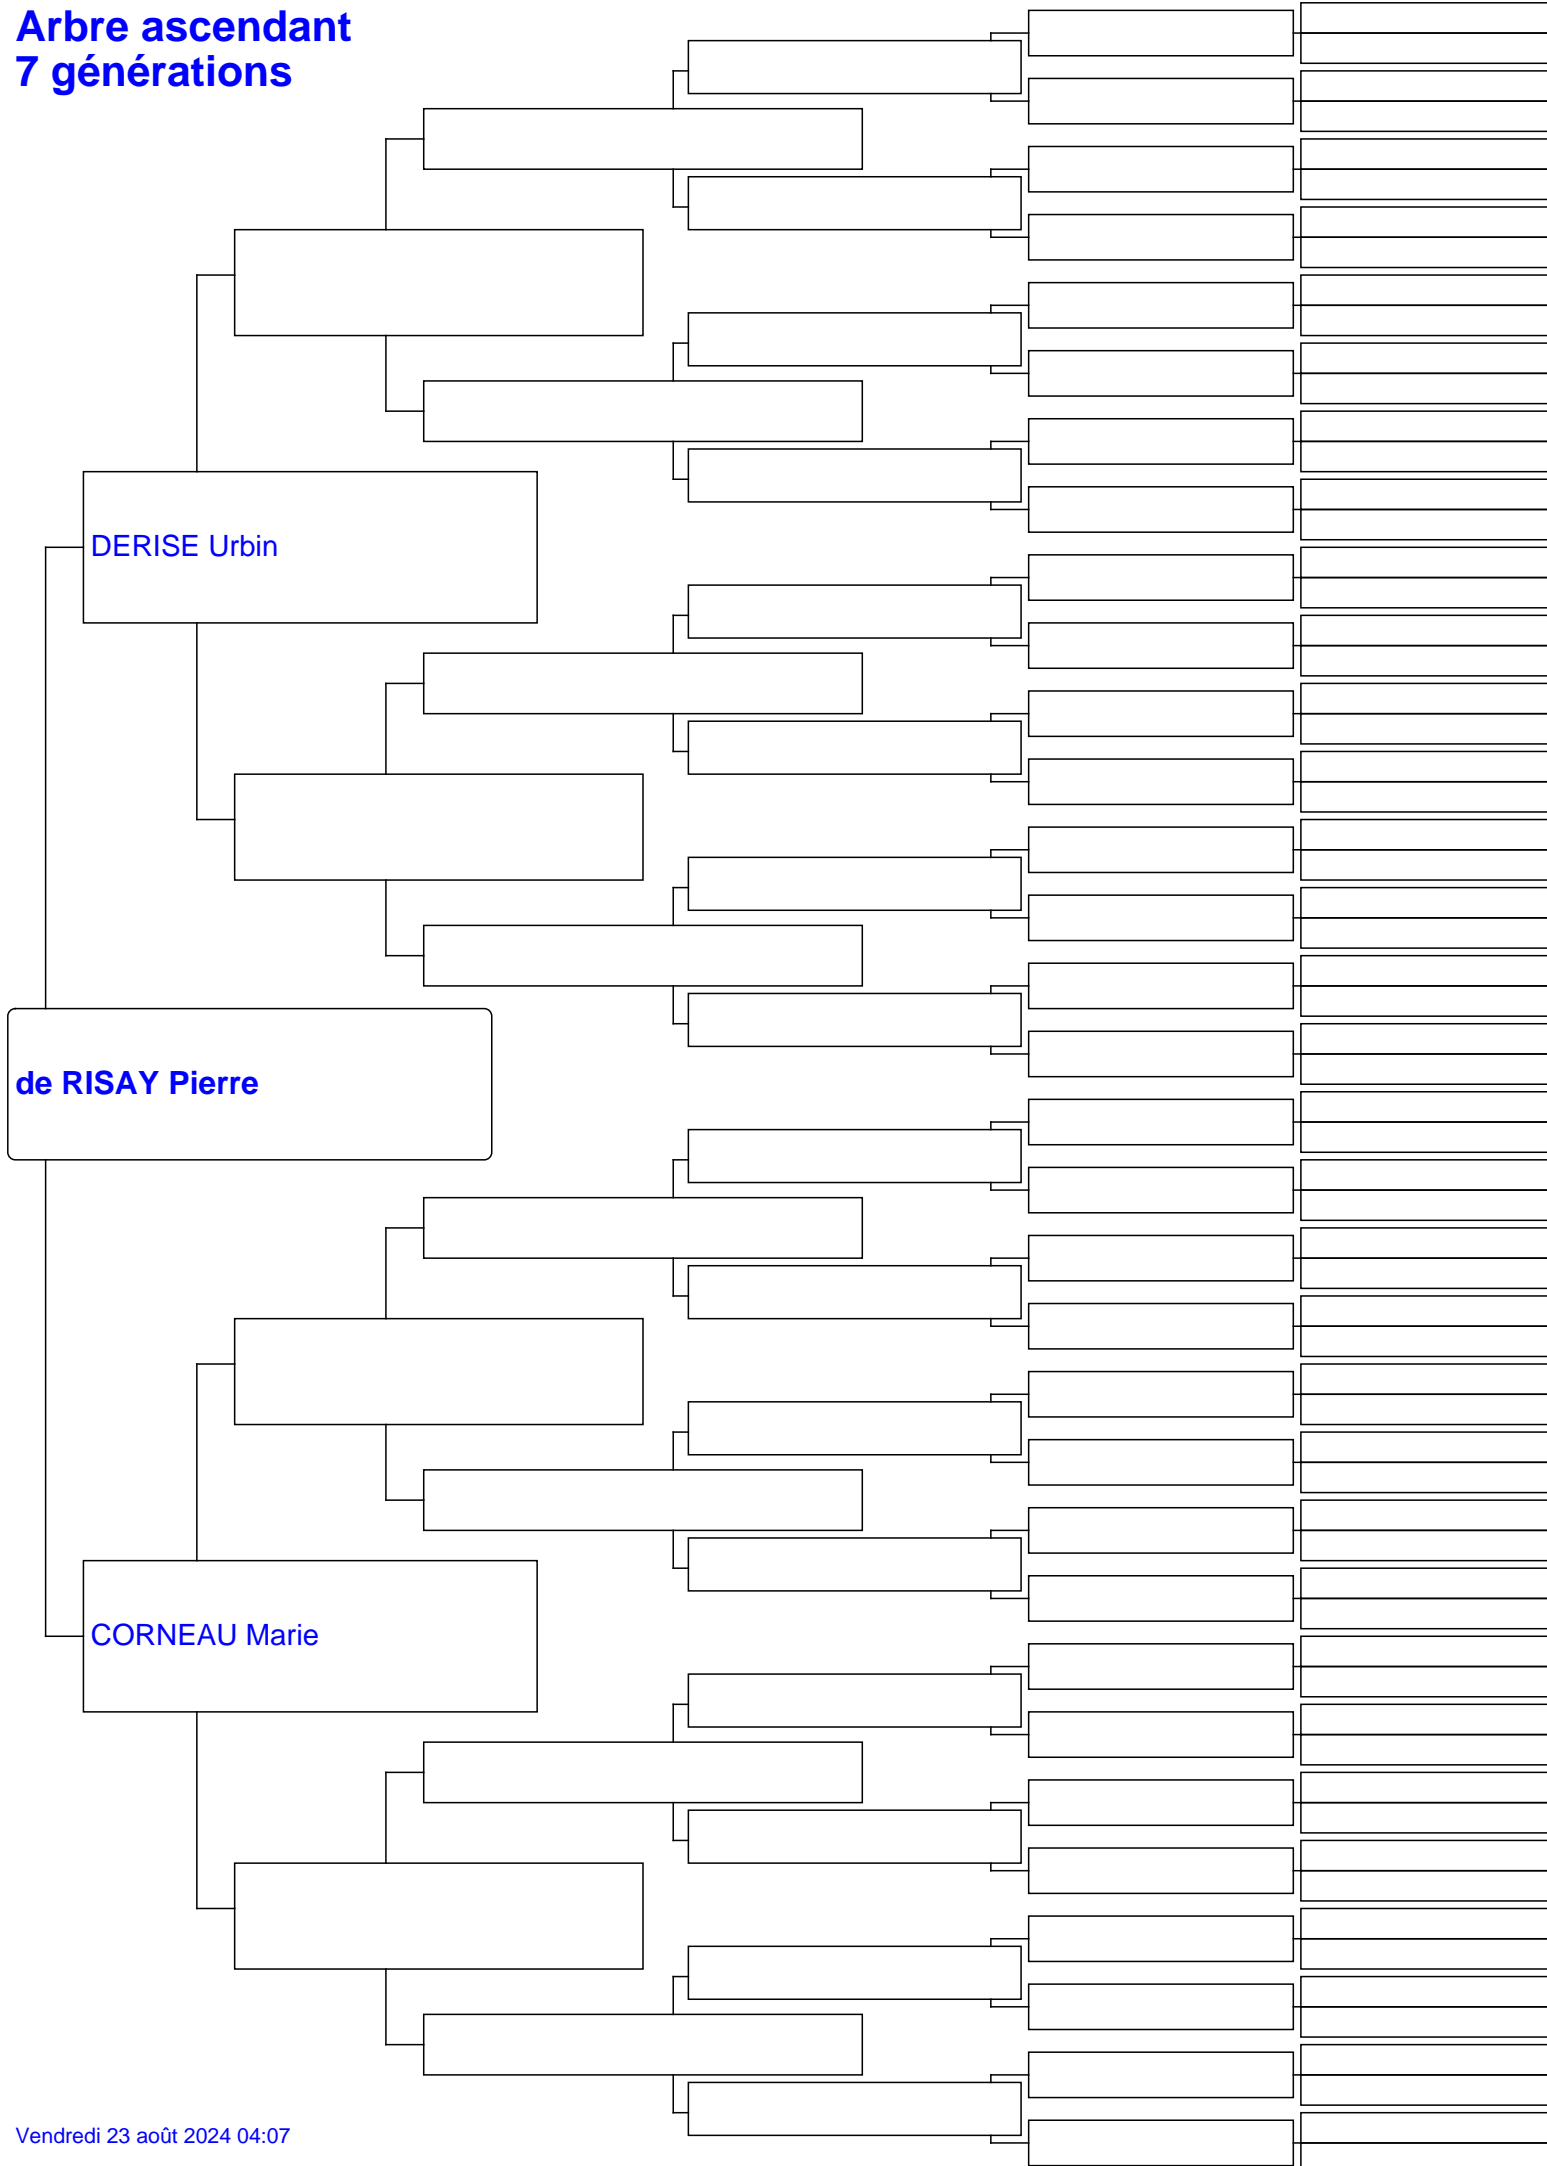 Arbre ascendant
7 générations
DERISE Urbin
de RISAY Pierre
CORNEAU Marie
Vendredi 23 août 2024 04:07